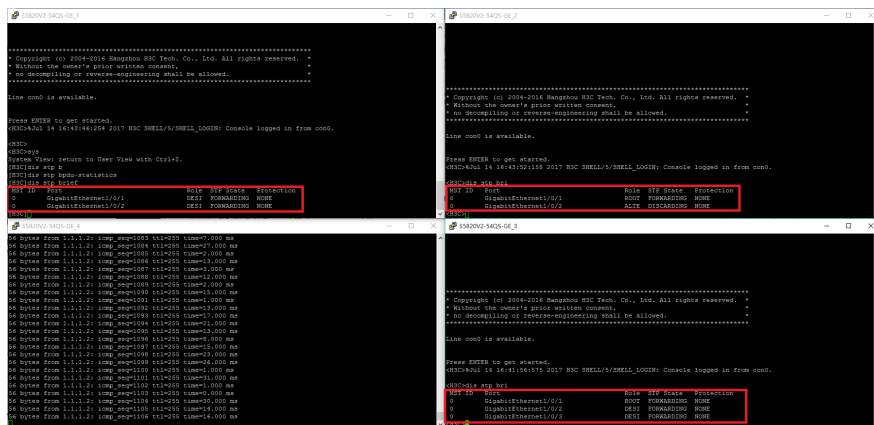 S5820V2-54QS-GE_1
********************************************************************************
* Copyright (c) 2004-2016 Hangzhou H3C Tech. Co., Ltd. All rights reserved. *
* Without the owner's prior written consent, *
* no decompiling or reverse-engineering shall be allowed. *
********************************************************************************
Line con0 is available.
Press ENTER to get started.
<H3C>%Jul 14 16:43:46:254 2017 H3C SHELL/5/SHELL_LOGIN: Console logged in from con0.
<H3C>
<H3C>sys
System View: return to User View with Ctrl+Z.
[H3C]dis stp b
[H3C]dis stp bpdu-statistics
[H3C]dis stp brief
MST ID Port Role STP State Protection
0 GigabitEthernet1/0/1 DESI FORWARDING NONE
0 GigabitEthernet1/0/2 DESI FORWARDING NONE
[H3C]
S5820V2-54QS-GE_2
********************************************************************************
* Copyright (c) 2004-2016 Hangzhou H3C Tech. Co., Ltd. All rights reserved. *
* Without the owner's prior written consent, *
* no decompiling or reverse-engineering shall be allowed. *
********************************************************************************
Line con0 is available.
Press ENTER to get started.
<H3C>%Jul 14 16:43:52:158 2017 H3C SHELL/5/SHELL_LOGIN: Console logged in from con0.
<H3C>dis stp bri
MST ID Port Role STP State Protection
0 GigabitEthernet1/0/1 ROOT FORWARDING NONE
0 GigabitEthernet1/0/2 ALTE DISCARDING NONE
<H3C>
S5820V2-54QS-GE_4
56 bytes from 1.1.1.2: icmp_seq=1083 ttl=255 time=7.000 ms
56 bytes from 1.1.1.2: icmp_seq=1084 ttl=255 time=27.000 ms
56 bytes from 1.1.1.2: icmp_seq=1085 ttl=255 time=2.000 ms
56 bytes from 1.1.1.2: icmp_seq=1086 ttl=255 time=13.000 ms
56 bytes from 1.1.1.2: icmp_seq=1087 ttl=255 time=3.000 ms
56 bytes from 1.1.1.2: icmp_seq=1088 ttl=255 time=12.000 ms
56 bytes from 1.1.1.2: icmp_seq=1089 ttl=255 time=2.000 ms
56 bytes from 1.1.1.2: icmp_seq=1090 ttl=255 time=15.000 ms
56 bytes from 1.1.1.2: icmp_seq=1091 ttl=255 time=1.000 ms
56 bytes from 1.1.1.2: icmp_seq=1092 ttl=255 time=13.000 ms
56 bytes from 1.1.1.2: icmp_seq=1093 ttl=255 time=17.000 ms
56 bytes from 1.1.1.2: icmp_seq=1094 ttl=255 time=21.000 ms
56 bytes from 1.1.1.2: icmp_seq=1095 ttl=255 time=13.000 ms
56 bytes from 1.1.1.2: icmp_seq=1096 ttl=255 time=8.000 ms
56 bytes from 1.1.1.2: icmp_seq=1097 ttl=255 time=15.000 ms
56 bytes from 1.1.1.2: icmp_seq=1098 ttl=255 time=23.000 ms
56 bytes from 1.1.1.2: icmp_seq=1099 ttl=255 time=26.000 ms
56 bytes from 1.1.1.2: icmp_seq=1100 ttl=255 time=1.000 ms
56 bytes from 1.1.1.2: icmp_seq=1101 ttl=255 time=31.000 ms
56 bytes from 1.1.1.2: icmp_seq=1102 ttl=255 time=1.000 ms
56 bytes from 1.1.1.2: icmp_seq=1103 ttl=255 time=0.000 ms
56 bytes from 1.1.1.2: icmp_seq=1104 ttl=255 time=30.000 ms
56 bytes from 1.1.1.2: icmp_seq=1105 ttl=255 time=14.000 ms
56 bytes from 1.1.1.2: icmp_seq=1106 ttl=255 time=16.000 ms
S5820V2-54QS-GE_3
********************************************************************************
* Copyright (c) 2004-2016 Hangzhou H3C Tech. Co., Ltd. All rights reserved. *
* Without the owner's prior written consent, *
* no decompiling or reverse-engineering shall be allowed. *
********************************************************************************
Line con0 is available.
Press ENTER to get started.
<H3C>%Jul 14 16:41:56:575 2017 H3C SHELL/5/SHELL_LOGIN: Console logged in from con0.
<H3C>dis stp bri
MST ID Port Role STP State Protection
0 GigabitEthernet1/0/1 ROOT FORWARDING NONE
0 GigabitEthernet1/0/2 DESI FORWARDING NONE
0 GigabitEthernet1/0/3 DESI FORWARDING NONE